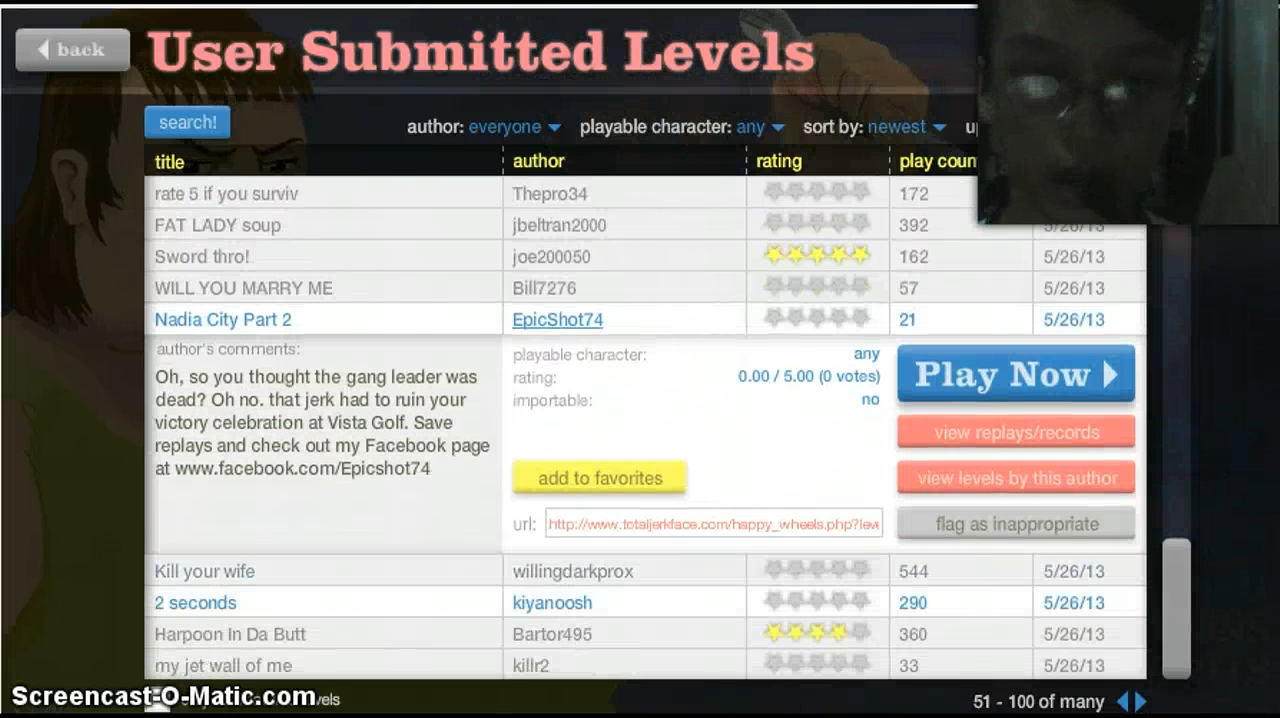 back
User Submitted Levels
search!
author: everyone playable character: any sort by: newest u
title author rating play coun
rate 5 if you surviv Thepro34 172
FAT LADY soup jbeltran2000 392 5/26/13
Sword thro! joe200050 162 5/26/13
WILL YOU MARRY ME Bill7276 57 5/26/13
Nadia City Part 2 EpicShot74 21 5/26/13
author's comments:
Oh, so you thought the gang leader was
dead? Oh no. that jerk had to ruin your
victory celebration at Vista Golf. Save
replays and check out my Facebook page
at www.facebook.com/Epicshot74
playable character: any
rating: 0.00 / 5.00 (0 votes)
importable: no
add to favorites
url: http://www.totaljerkface.com/happy_wheels.php?leve
Play Now
view replays/records
view levels by this author
flag as inappropriate
Kill your wife willingdarkprox 544 5/26/13
2 seconds kiyanoosh 290 5/26/13
Harpoon In Da Butt Bartor495 360 5/26/13
my jet wall of me killr2 33 5/26/13
Screencast-O-Matic.com vels
51 - 100 of many